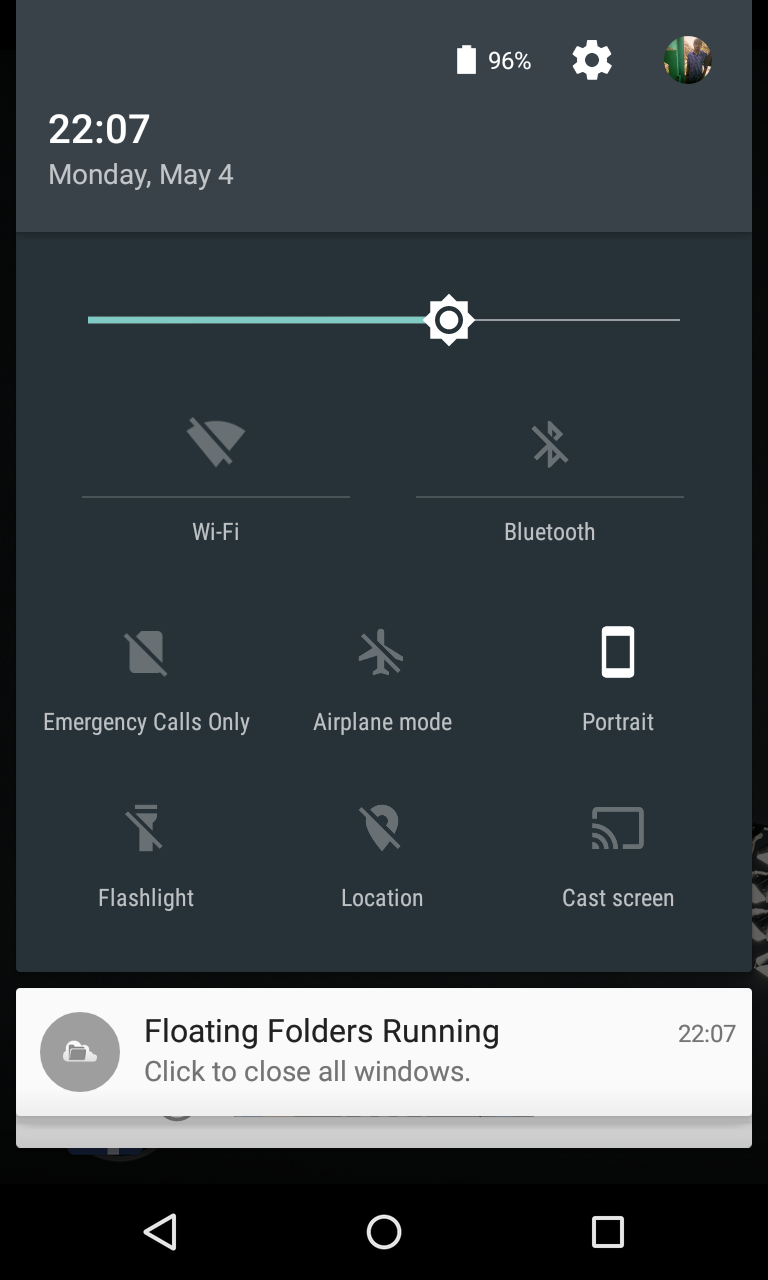 96%
22:07
Monday, May 4
Wi-Fi
Bluetooth
Emergency Calls Only
Airplane mode
Portrait
Flashlight
Location
Cast screen
Floating Folders Running
22:07
Click to close all windows.